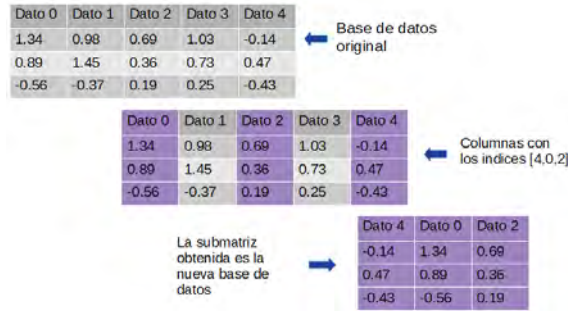 Dato 0 Dato 1 Dato 2 Dato 3 Dato 4
1.34 0.98 0.69 1.03 -0.14
0.89 1.45 0.36 0.73 0.47
-0.56 -0.37 0.19 0.25 -0.43
Base de datos
original
Dato 0 Dato 1 Dato 2 Dato 3 Dato 4
1.34 0.98 0.69 1.03 -0.14
0.89 1.45 0.36 0.73 0.47
-0.56 -0.37 0.19 0.25 -0.43
Columnas con
los indices [4,0,2]
La submatriz
obtenida es la
nueva base de
datos
Dato 4 Dato 0 Dato 2
-0.14 1.34 0.69
0.47 0.89 0.36
-0.43 -0.56 0.19